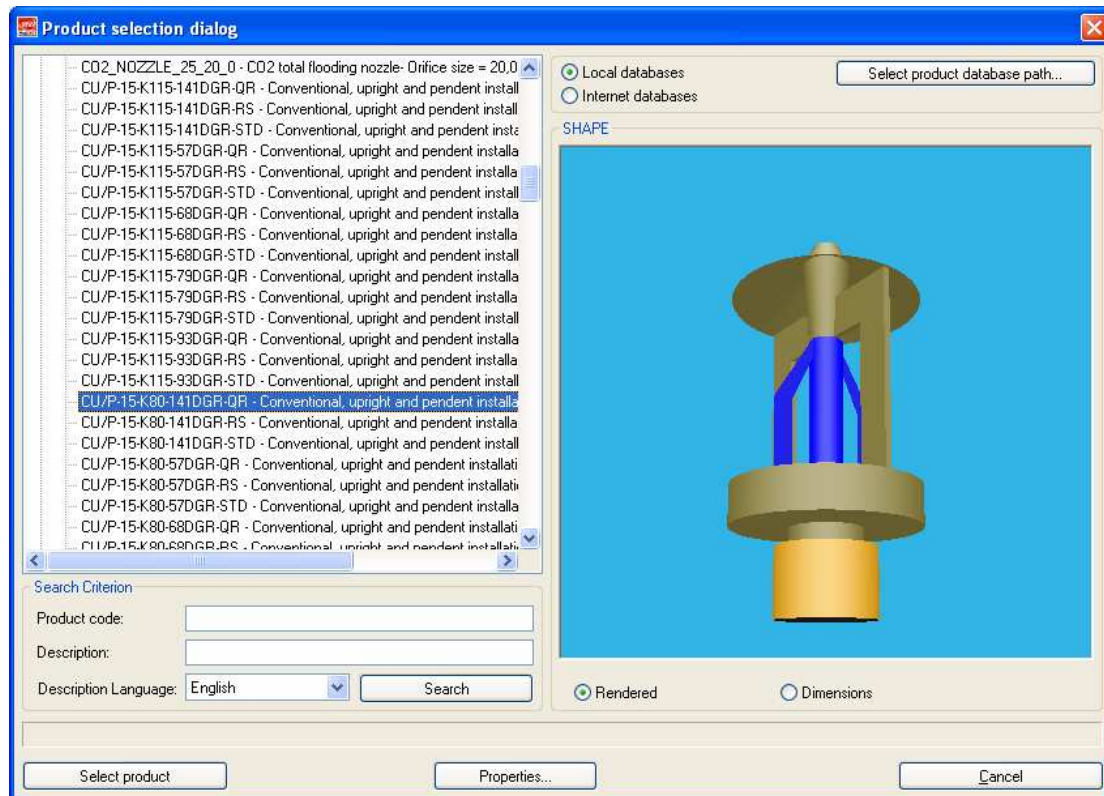 Product selection dialog
CO2_NOZZLE_25_20_0 - CO2 total flooding nozzle- Orifice size = 20,0
CU/P-15-K115-141DGR-QR - Conventional, upright and pendent install
CU/P-15-K115-141DGR-RS - Conventional, upright and pendent install
CU/P-15-K115-141DGR-STD - Conventional, upright and pendent insta
CU/P-15-K115-57DGR-QR - Conventional, upright and pendent installa
CU/P-15-K115-57DGR-RS - Conventional, upright and pendent installa
CU/P-15-K115-57DGR-STD - Conventional, upright and pendent install
CU/P-15-K115-68DGR-QR - Conventional, upright and pendent installa
CU/P-15-K115-68DGR-RS - Conventional, upright and pendent installa
CU/P-15-K115-68DGR-STD - Conventional, upright and pendent install
CU/P-15-K115-79DGR-QR - Conventional, upright and pendent installa
CU/P-15-K115-79DGR-RS - Conventional, upright and pendent installa
CU/P-15-K115-79DGR-STD - Conventional, upright and pendent install
CU/P-15-K115-93DGR-QR - Conventional, upright and pendent installa
CU/P-15-K115-93DGR-RS - Conventional, upright and pendent installa
CU/P-15-K115-93DGR-STD - Conventional, upright and pendent install
CU/P-15-K80-141DGR-QR - Conventional, upright and pendent installa
CU/P-15-K80-141DGR-RS - Conventional, upright and pendent installa
CU/P-15-K80-141DGR-STD - Conventional, upright and pendent install
CU/P-15-K80-57DGR-QR - Conventional, upright and pendent installati
CU/P-15-K80-57DGR-RS - Conventional, upright and pendent installati
CU/P-15-K80-57DGR-STD - Conventional, upright and pendent installa
CU/P-15-K80-68DGR-QR - Conventional, upright and pendent installati
CU/P-15-K80-68DGR-RS - Conventional, upright and pendent installati
Search Criterion
Product code:
Description:
Description Language: English Search
Local databases
Internet databases
Select product database path...
SHAPE
Rendered Dimensions
Select product Properties... Cancel